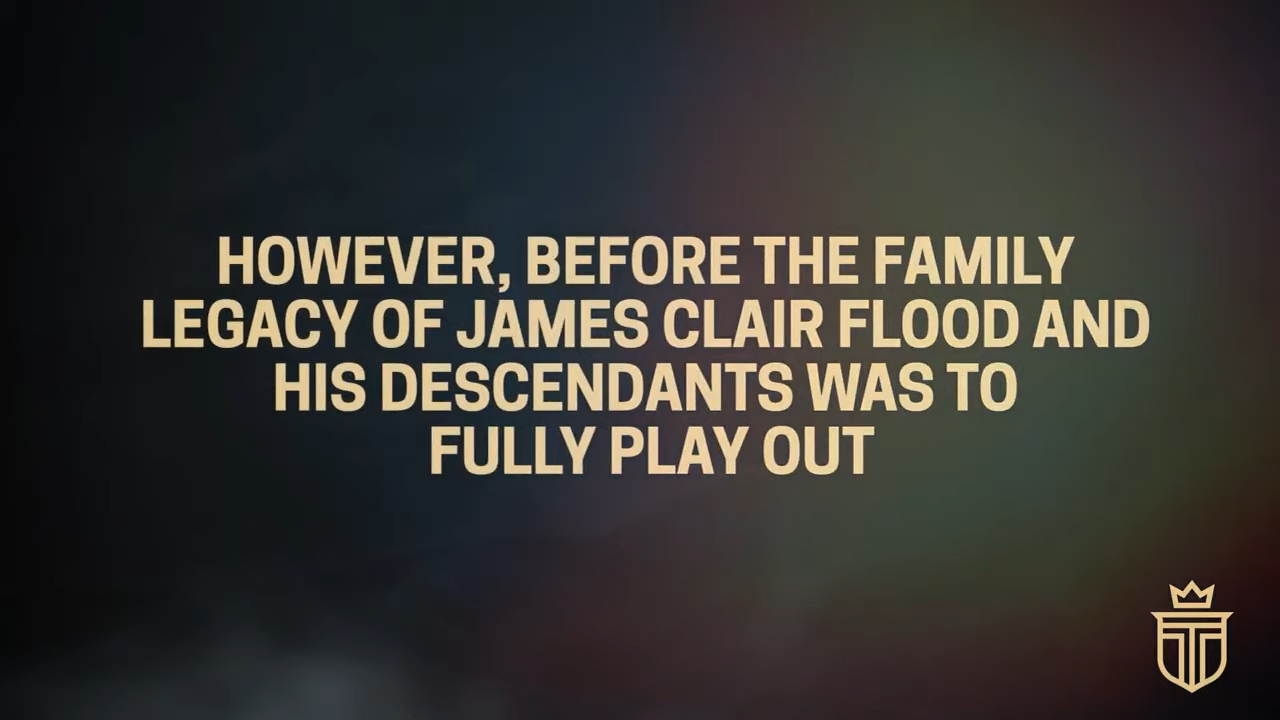 HOWEVER, BEFORE THE FAMILY
LEGACY OF JAMES CLAIR FLOOD AND
HIS DESCENDANTS WAS TO
FULLY PLAY OUT